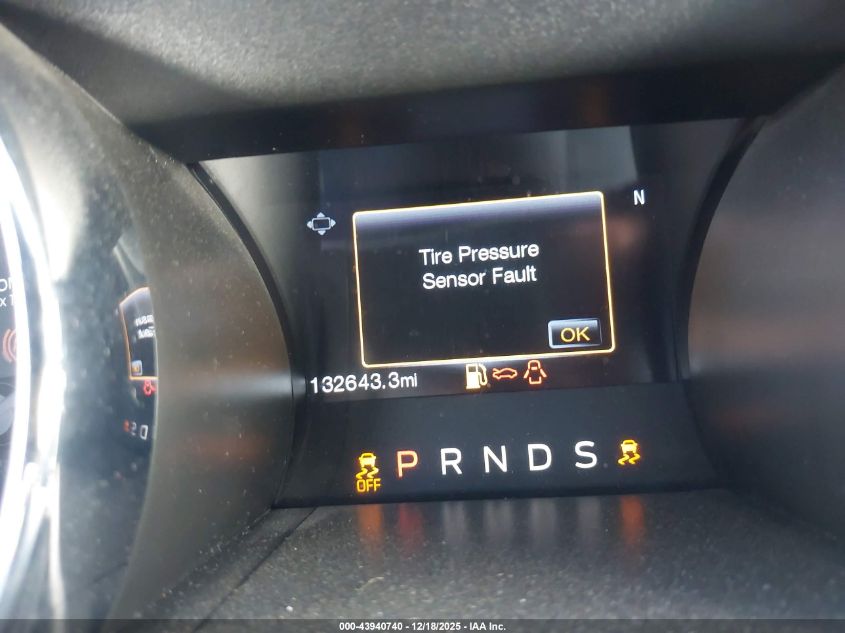 N
Tire Pressure
Sensor Fault
OK
132643.3mi
P R N D S
OFF
000-43940740 - 12/18/2025 - IAA Inc.